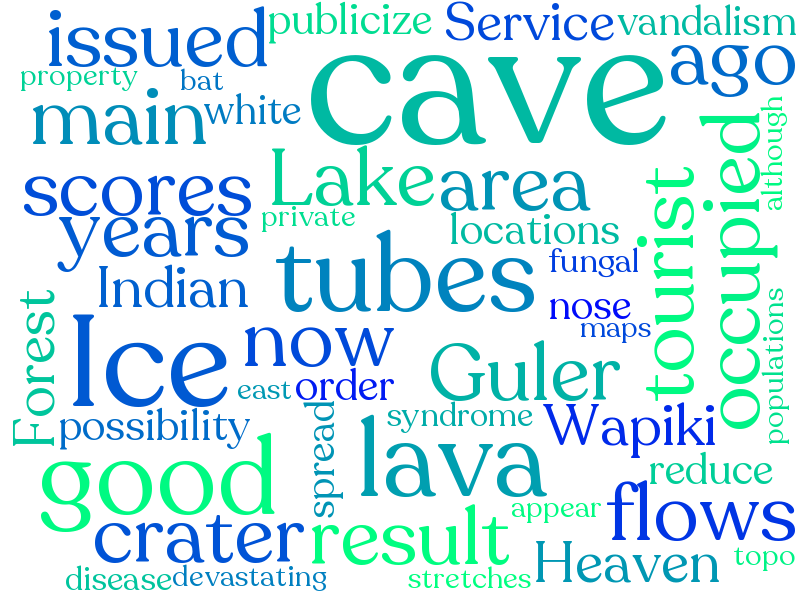 issued
publicize
Service
vandalism
cave
ago
property
bat
main
white
although
Lake
area
occupied
scores
tourist
private
years
locations
tubes
fungal
Indian
nose
Forest
maps
populations
Ice
now
Guler
east
order
spread
syndrome
Wapiki
possibility
lava
good
reduce
flows
crater
result
appear
Heaven
topo
disease
devastating
stretches